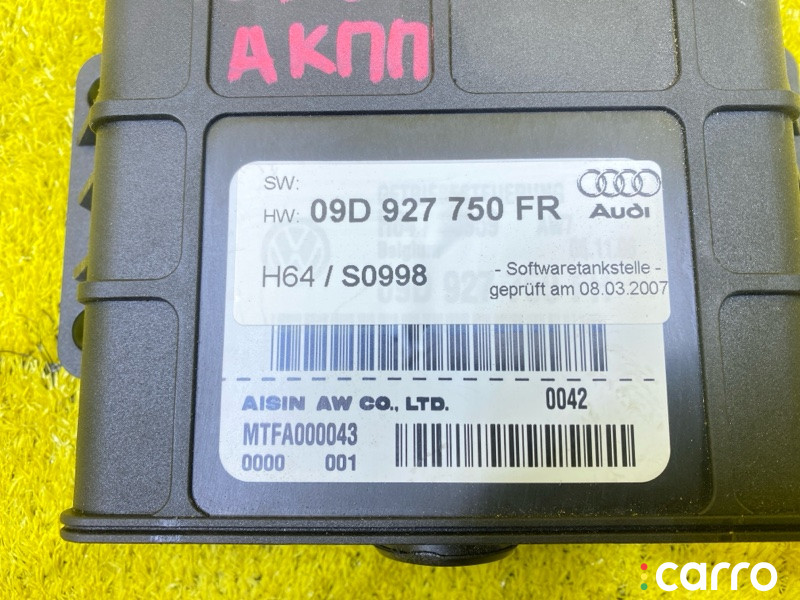 АКПП
SW:
HW: 09D 927 750 FR
Audi
H64 / S0998
- Softwaretankstelle -
geprüft am 08.03.2007
AISIN AW CO., LTD. 0042
MTFA000043
0000 001
carro